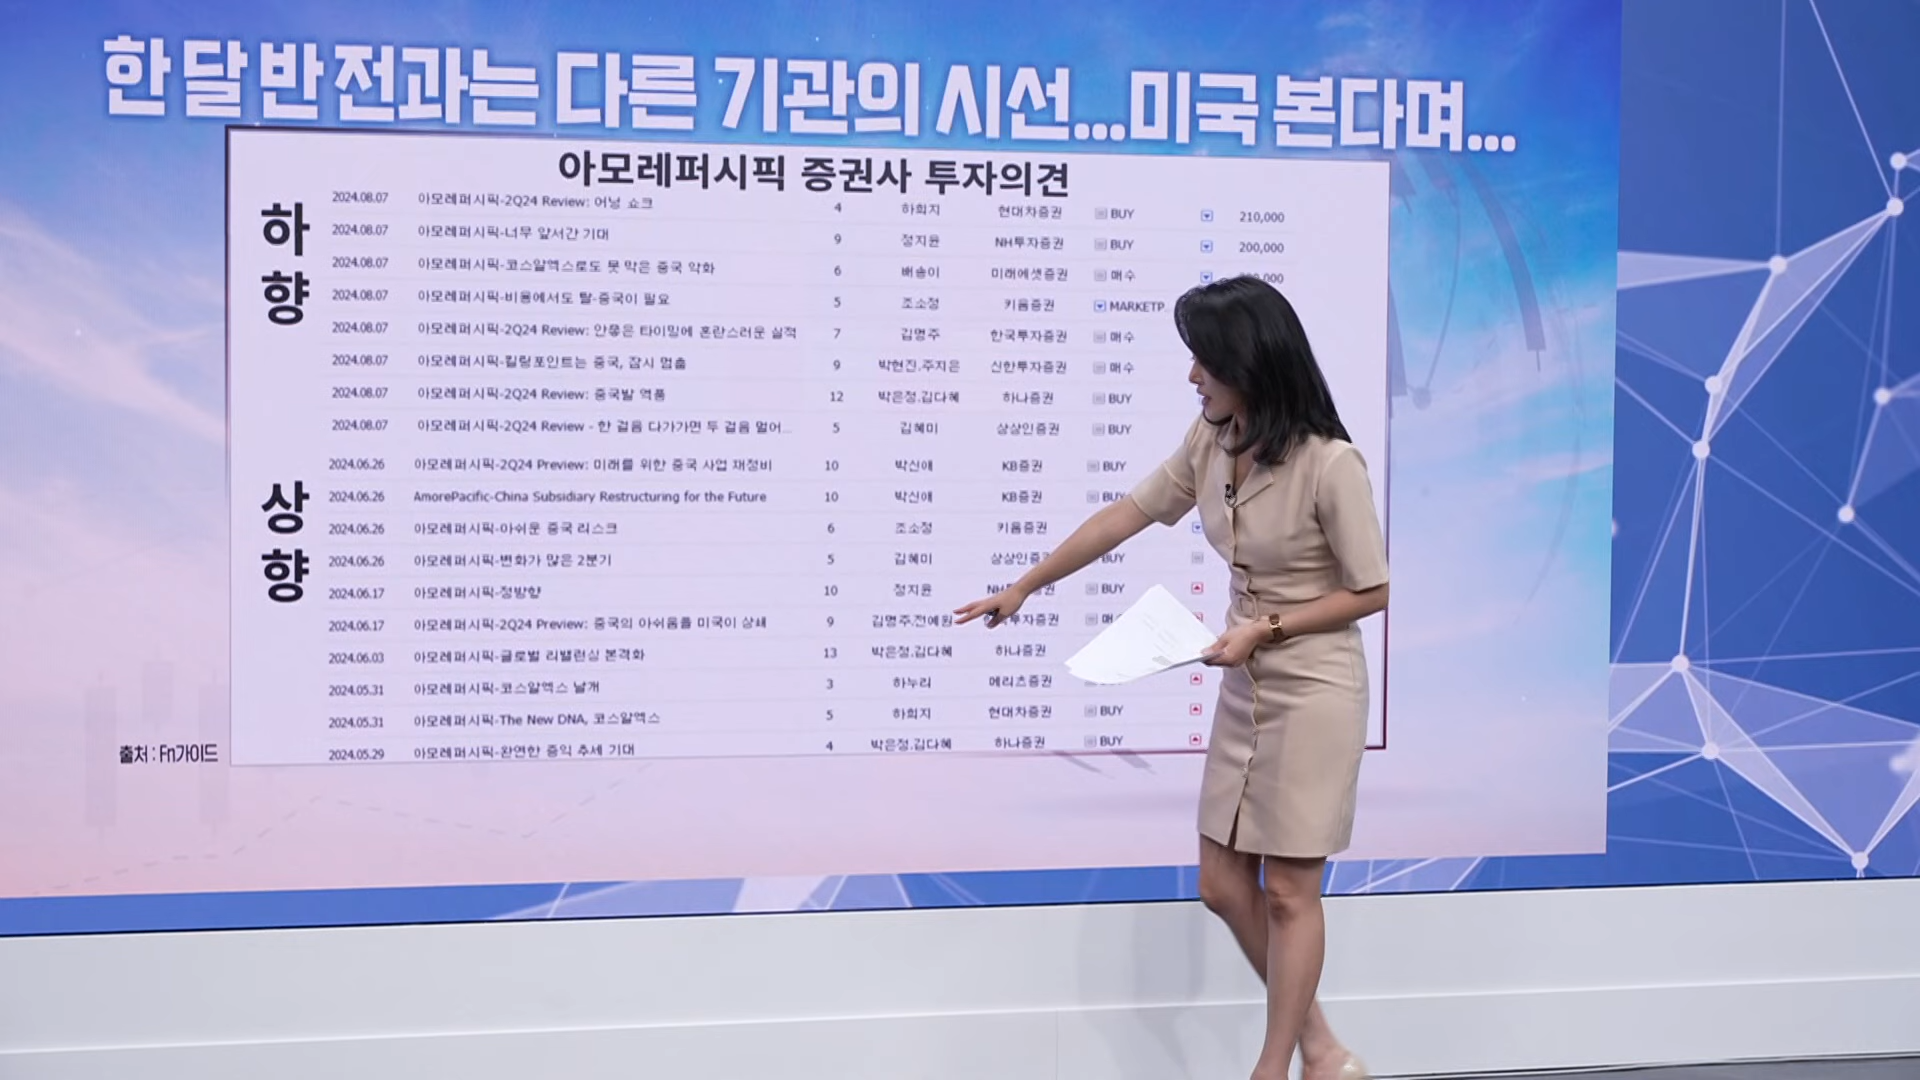 한 달 반 전과는 다른 기관의 시선...미국 본다며...
아모레퍼시픽 증권사 투자의견
하향
2024.08.07 아모레퍼시픽-2Q24 Review: 어닝 쇼크 4 하희지 현대차증권 BUY 210,000
2024.08.07 아모레퍼시픽-너무 앞서간 기대 9 정지윤 NH투자증권 BUY 200,000
2024.08.07 아모레퍼시픽-코스알엑스로도 못 막은 중국 악화 6 배송이 미래에셋증권 매수
2024.08.07 아모레퍼시픽-비용에서도 탈-중국이 필요 5 조소정 키움증권 MARKETP
2024.08.07 아모레퍼시픽-2Q24 Review: 안좋은 타이밍에 혼란스러운 실적 7 김명주 한국투자증권 매수
2024.08.07 아모레퍼시픽-킬링포인트는 중국, 잠시 멈춤 9 박현진.주지은 신한투자증권 매수
2024.08.07 아모레퍼시픽-2Q24 Review: 중국발 역풍 12 박은정.김다혜 하나증권 BUY
2024.08.07 아모레퍼시픽-2Q24 Review - 한 걸음 다가가면 두 걸음 멀어... 5 김혜미 상상인증권 BUY
상향
2024.06.26 아모레퍼시픽-2Q24 Preview: 미래를 위한 중국 사업 재정비 10 박신애 KB증권 BUY
2024.06.26 AmorePacific-China Subsidiary Restructuring for the Future 10 박신애 KB증권 BUY
2024.06.26 아모레퍼시픽-아쉬운 중국 리스크 6 조소정 키움증권
2024.06.26 아모레퍼시픽-변화가 많은 2분기 5 김혜미 상상인증권 BUY
2024.06.17 아모레퍼시픽-정방향 10 정지윤 BUY
2024.06.17 아모레퍼시픽-2Q24 Preview: 중국의 아쉬움을 미국이 상쇄 9 김명주.전예원
2024.06.03 아모레퍼시픽-글로벌 리밸런싱 본격화 13 박은정.김다혜 하나증권
2024.05.31 아모레퍼시픽-코스알엑스 날개 3 하누리 메리츠증권
2024.05.31 아모레퍼시픽-The New DNA, 코스알엑스 5 하희지 현대차증권 BUY
2024.05.29 아모레퍼시픽-완연한 증익 추세 기대 4 박은정.김다혜 하나증권 BUY
출처 : Fn가이드